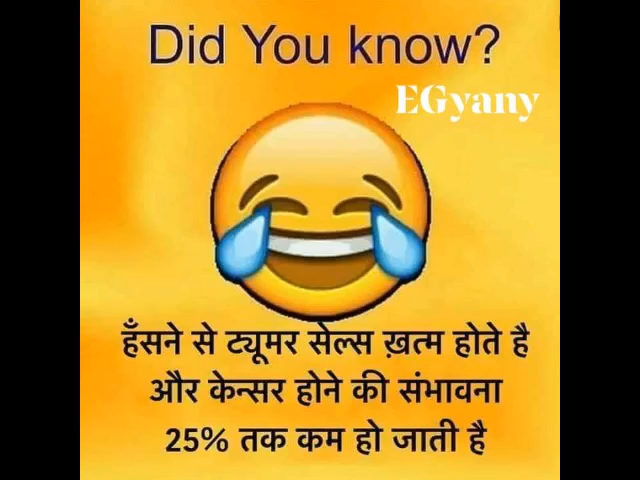 Did You know?
EGyany
हँसने से ट्यूमर सेल्स ख़त्म होते है
और केन्सर होने की संभावना
25% तक कम हो जाती है